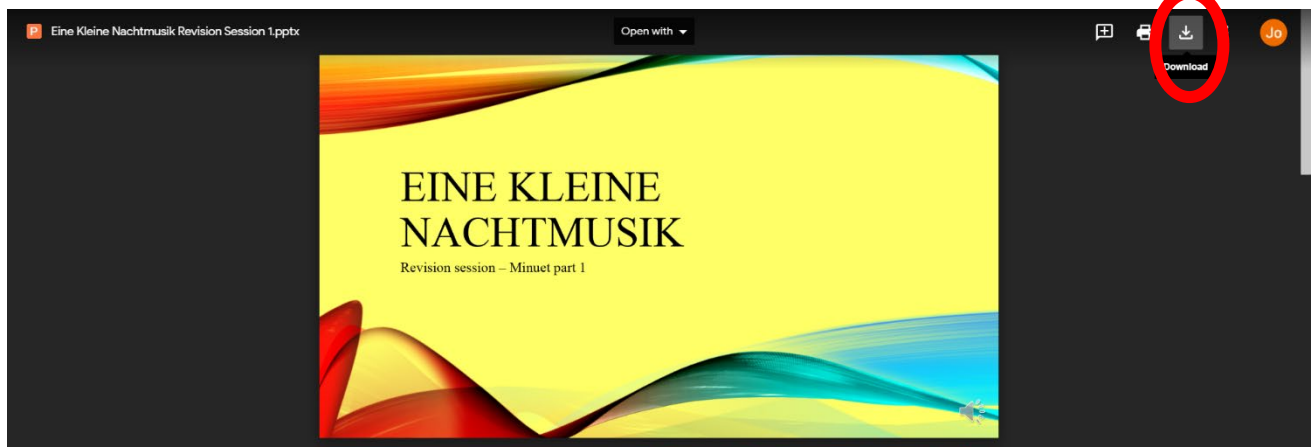 P Eine Kleine Nachtmusik Revision Session 1.pptx
Open with
Jo
Download
EINE KLEINE
NACHTMUSIK
Revision session – Minuet part 1